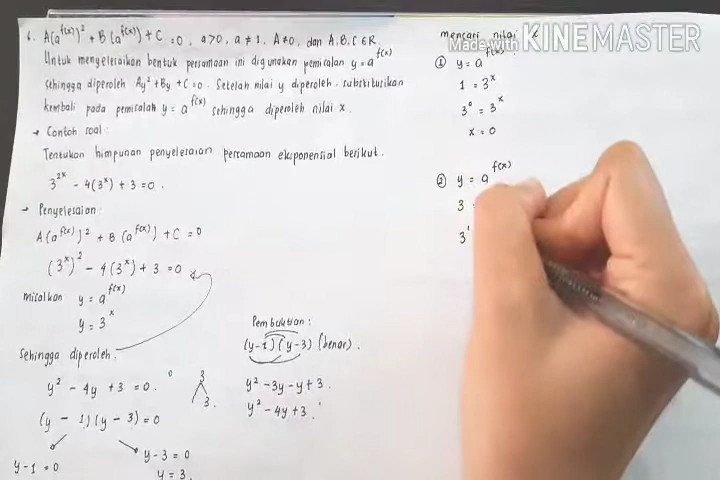 6. A(a^f(x))² + B(a^f(x)) + C = 0, a>0, a ≠ 1, A ≠ 0, dan A, B, C ∈ R.
Untuk menyelesaikan bentuk persamaan ini digunakan pemisalan y = a^f(x)
sehingga diperoleh Ay² + By + C = 0. Setelah nilai y diperoleh, substitusikan
kembali pada pemisalah y = a^f(x) sehingga diperoleh nilai x.
→ Contoh soal:
Tentukan himpunan penyelesaian persamaan eksponensial berikut.
3^2x - 4(3^x) + 3 = 0.
→ Penyelesaian:
A(a^f(x))² + B(a^f(x)) + C = 0
(3^x)² - 4(3^x) + 3 = 0
misalkan y = a^f(x)
y = 3^x
Sehingga diperoleh:
y² - 4y + 3 = 0.
3
3.
(y - 1)(y - 3) = 0
y-1 = 0
y-3 = 0
y = 3.
Pembuktian:
(y-1)(y-3) (benar).
y² - 3y - y + 3.
y² - 4y + 3.
mencari nilai x
Made with KINEMASTER
① y = a^f(x)
1 = 3^x
3⁰ = 3^x
x = 0
② y = a^f(x)
3
3¹